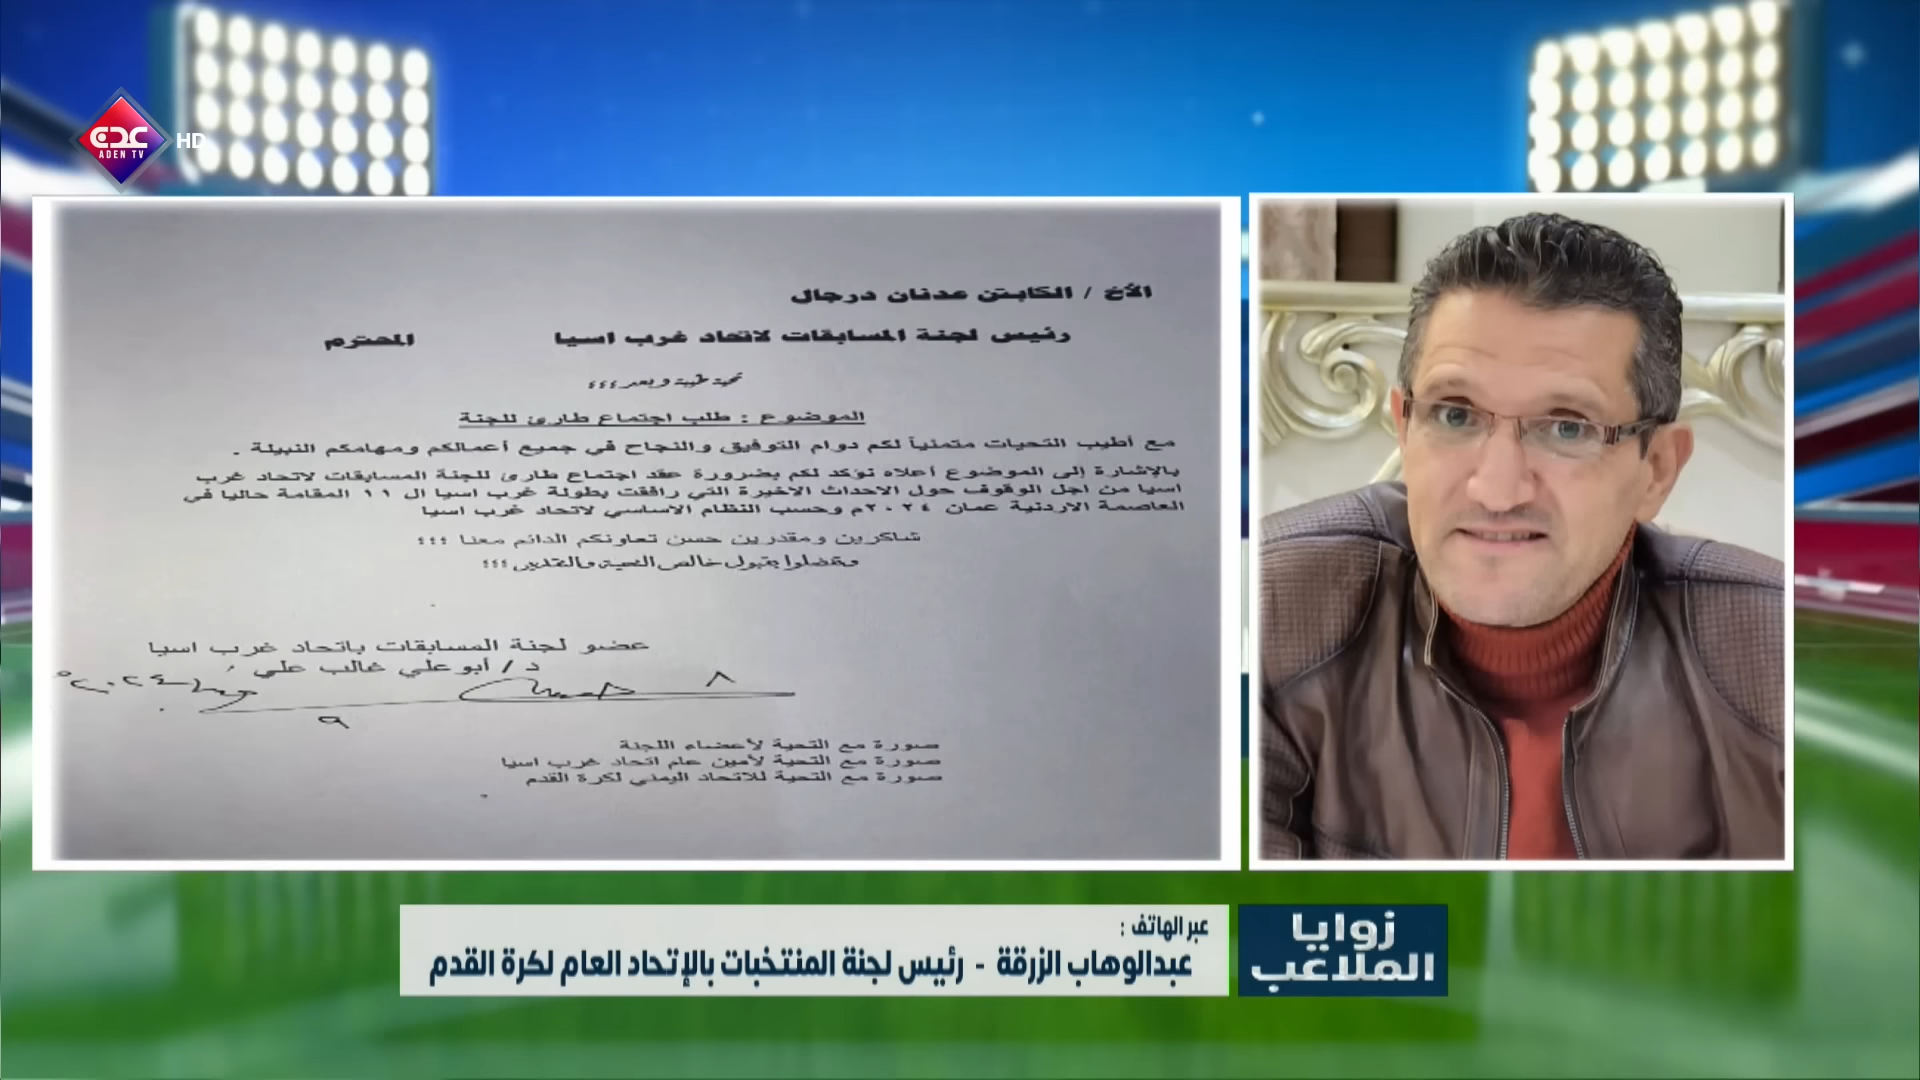 عدن
ADEN TV
HD
الأخ / الكابتن عدنان درجال
رئيس لجنة المسابقات لاتحاد غرب اسيا المحترم
تحية طيبة وبعد ؛؛؛
الموضوع : طلب اجتماع طارئ للجنة
مع أطيب التحيات متمنياً لكم دوام التوفيق والنجاح في جميع أعمالكم ومهامكم النبيلة .
بالإشارة إلى الموضوع أعلاه نؤكد لكم بضرورة عقد اجتماع طارئ للجنة المسابقات لاتحاد غرب
اسيا من اجل الوقوف حول الاحداث الاخيرة التي رافقت بطولة غرب اسيا ال ١١ المقامة حاليا في
العاصمة الاردنية عمان ٢٠٢٤م وحسب النظام الاساسي لاتحاد غرب اسيا
شاكرين ومقدرين حسن تعاونكم الدائم معنا ؛؛؛
وتفضلوا بقبول خالص التحية والتقدير ؛؛؛
عضو لجنة المسابقات باتحاد غرب اسيا
د / أبو علي غالب علي
صورة مع التحية لأعضاء اللجنة
صورة مع التحية لأمين عام اتحاد غرب اسيا
صورة مع التحية للاتحاد اليمني لكرة القدم
زوايا
الملاعب
عبر الهاتف :
عبدالوهاب الزرقة - رئيس لجنة المنتخبات بالإتحاد العام لكرة القدم